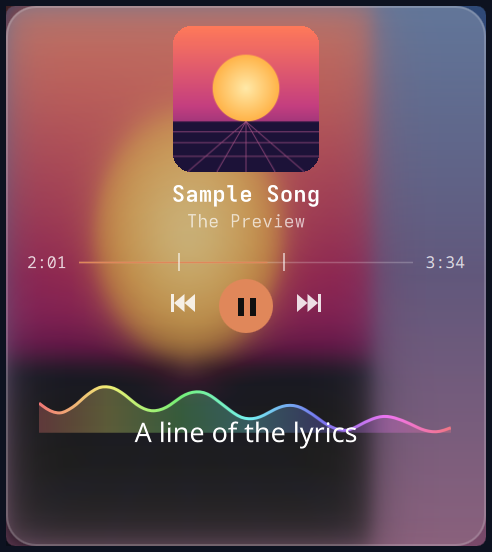 Sample Song
The Preview
2:01
3:34
A line of the lyrics